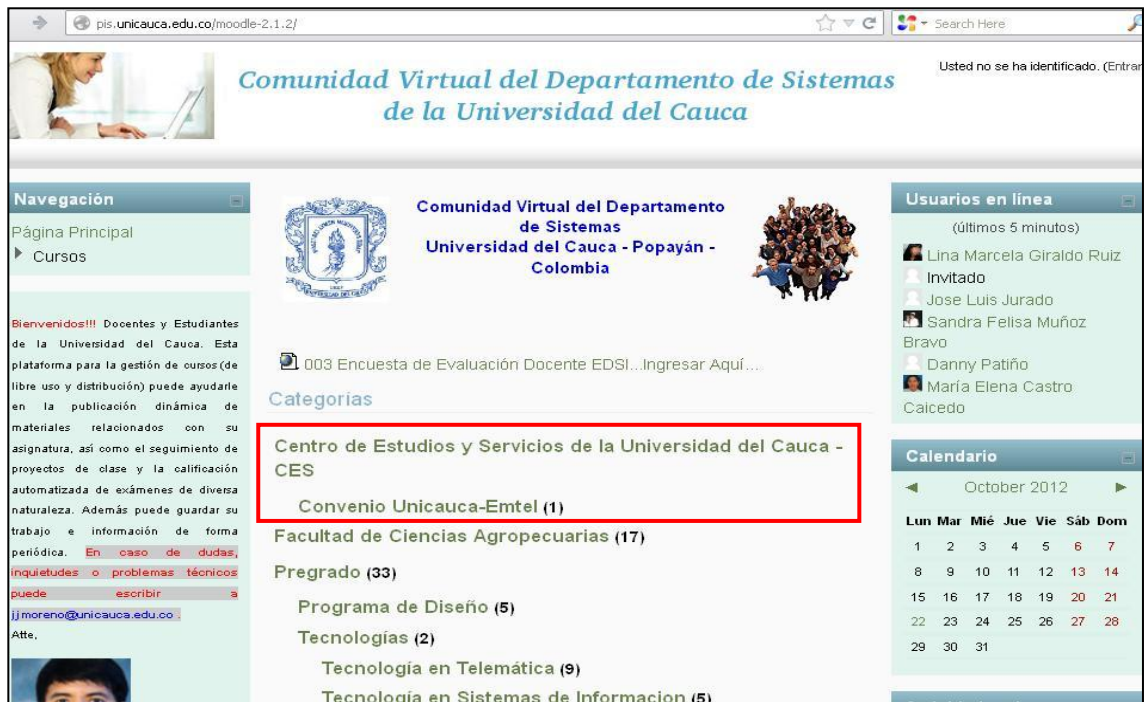 pis.unicauca.edu.co/moodle-2.1.2/
Search Here
Comunidad Virtual del Departamento de Sistemas
de la Universidad del Cauca
Usted no se ha identificado. (Entrar
Navegación
Página Principal
Cursos
Bienvenidos!!! Docentes y Estudiantes
de la Universidad del Cauca. Esta
plataforma para la gestión de cursos (de
libre uso y distribución) puede ayudarle
en la publicación dinámica de
materiales relacionados con su
asignatura, así como el seguimiento de
proyectos de clase y la calificación
automatizada de exámenes de diversa
naturaleza. Además puede guardar su
trabajo e información de forma
periódica. En caso de dudas,
inquietudes o problemas técnicos
puede escribir a
jjmoreno@unicauca.edu.co .
Atte,
Comunidad Virtual del Departamento
de Sistemas
Universidad del Cauca - Popayán -
Colombia
003 Encuesta de Evaluación Docente EDSI...Ingresar Aquí...
Categorías
Centro de Estudios y Servicios de la Universidad del Cauca -
CES
Convenio Unicauca-Emtel (1)
Facultad de Ciencias Agropecuarias (17)
Pregrado (33)
Programa de Diseño (5)
Tecnologías (2)
Tecnología en Telemática (9)
Tecnología en Sistemas de Informacion (5)
Usuarios en línea
(últimos 5 minutos)
Lina Marcela Giraldo Ruiz
Invitado
Jose Luis Jurado
Sandra Felisa Muñoz
Bravo
Danny Patiño
María Elena Castro
Caicedo
Calendario
October 2012
Lun Mar Mié Jue Vie Sáb Dom
1 2 3 4 5 6 7
8 9 10 11 12 13 14
15 16 17 18 19 20 21
22 23 24 25 26 27 28
29 30 31